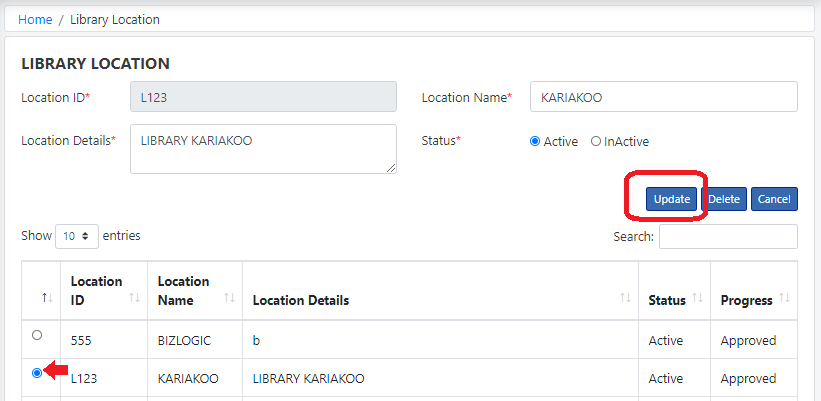 Home / Library Location
LIBRARY LOCATION
Location ID* L123 Location Name* KARIAKOO
Location Details* LIBRARY KARIAKOO Status* Active InActive
Update Delete Cancel
Show 10 entries Search:
Location ID Location Name Location Details Status Progress
555 BIZLOGIC b Active Approved
L123 KARIAKOO LIBRARY KARIAKOO Active Approved